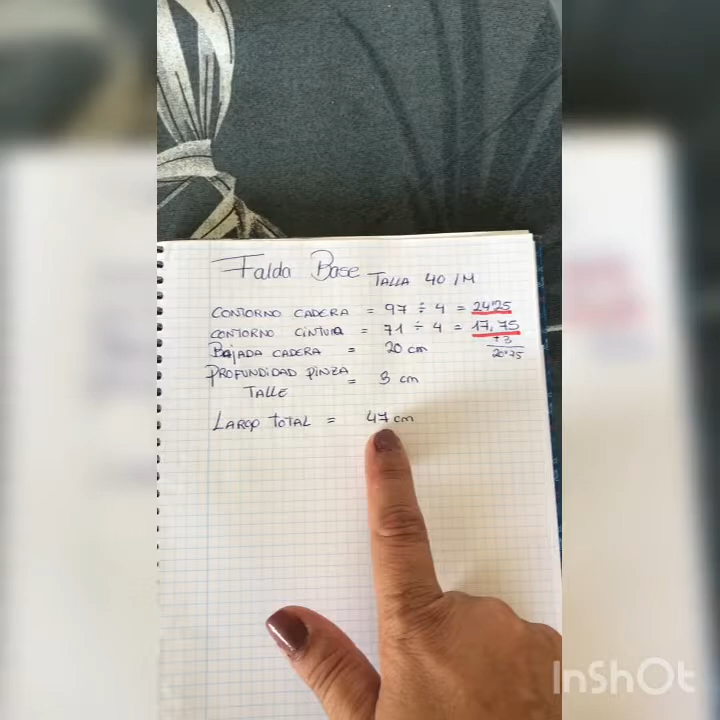 Falda Base TALLA 40/M
CONTORNO CADERA = 97 ÷ 4 = 24'25
CONTORNO CINTURA = 71 ÷ 4 = 17,75
+3
20'75
BAJADA CADERA = 20 cm
PROFUNDIDAD PINZA
TALLE = 3 cm
LARGO TOTAL = 47 cm
InShOt